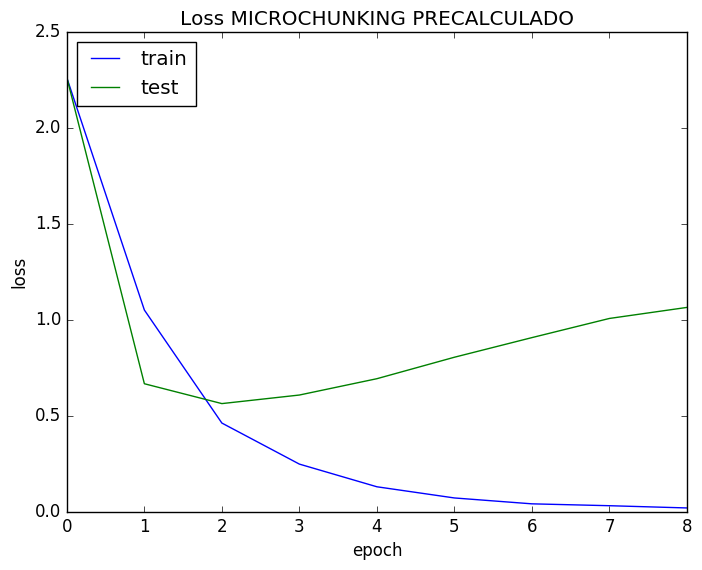 Loss MICROCHUNKING PRECALCULADO
train
test
2.5
2.0
1.5
1.0
0.5
0.0
loss
0 1 2 3 4 5 6 7 8
epoch